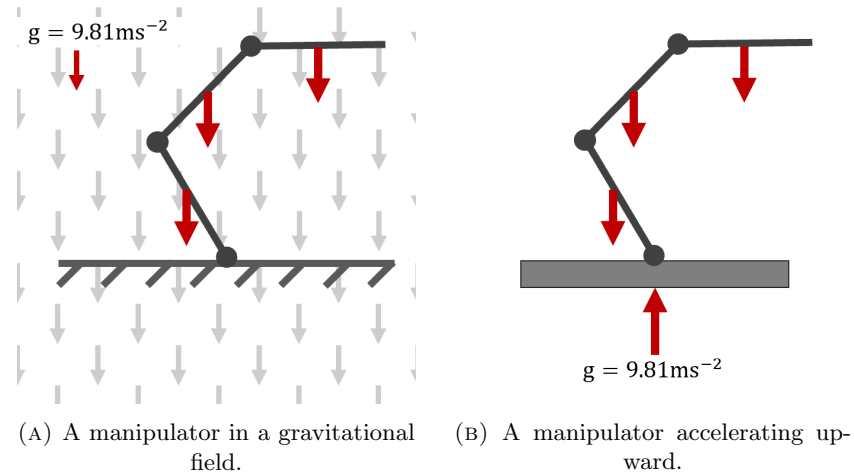 g = 9.81ms⁻²
g = 9.81ms⁻²
(A) A manipulator in a gravitational
field.
(B) A manipulator accelerating up-
ward.